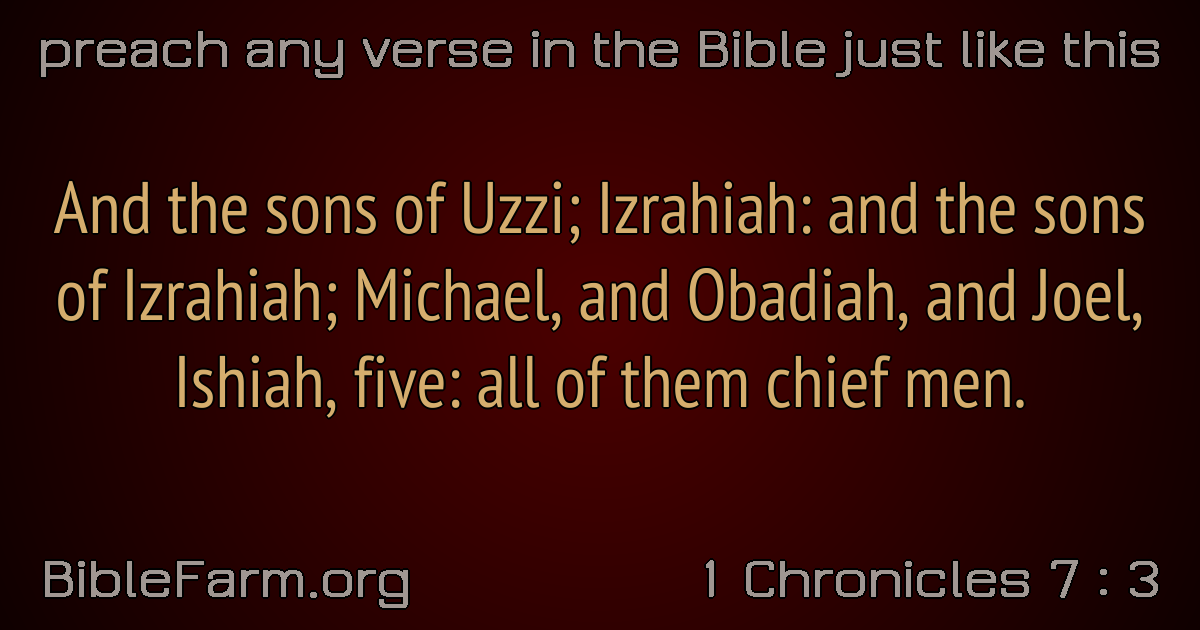 preach any verse in the Bible just like this
And the sons of Uzzi; Izrahiah: and the sons
of Izrahiah; Michael, and Obadiah, and Joel,
Ishiah, five: all of them chief men.
BibleFarm.org
1 Chronicles 7 : 3